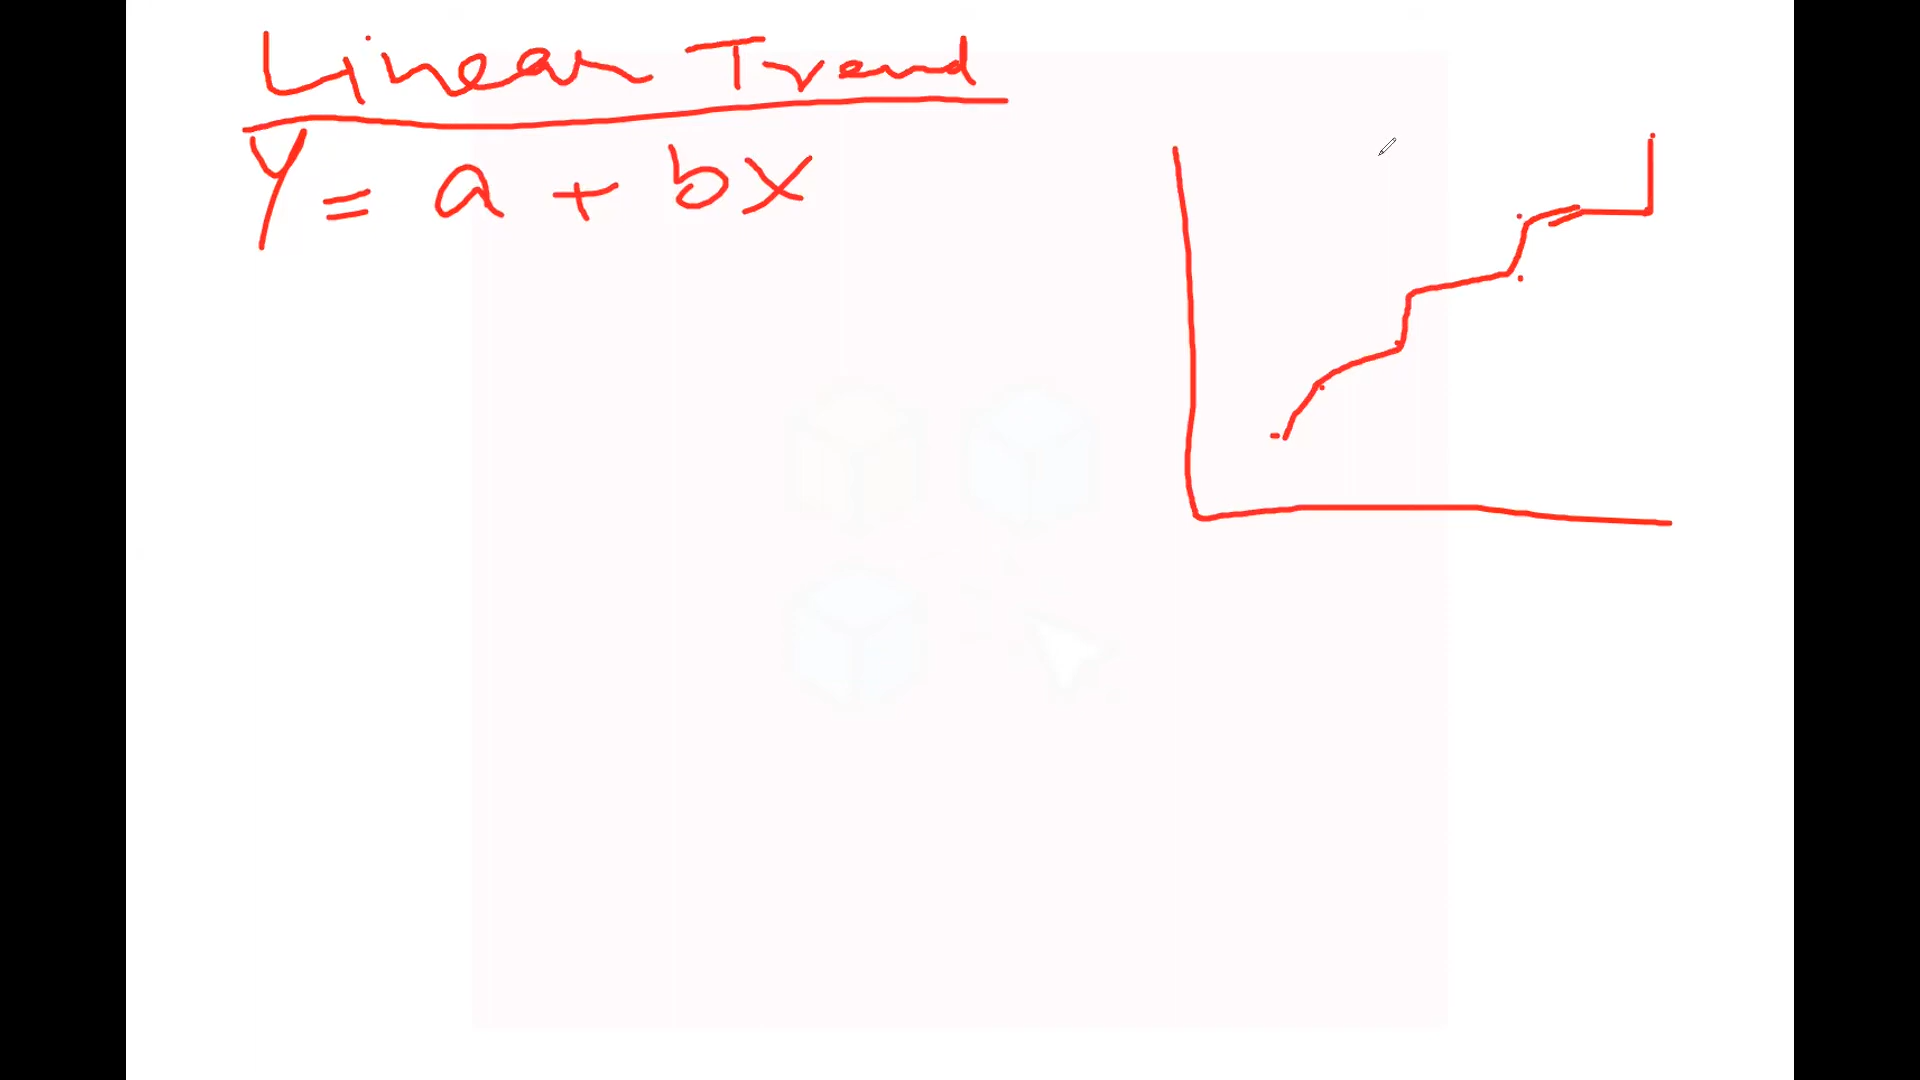 Linear Trend
Y = a + bx